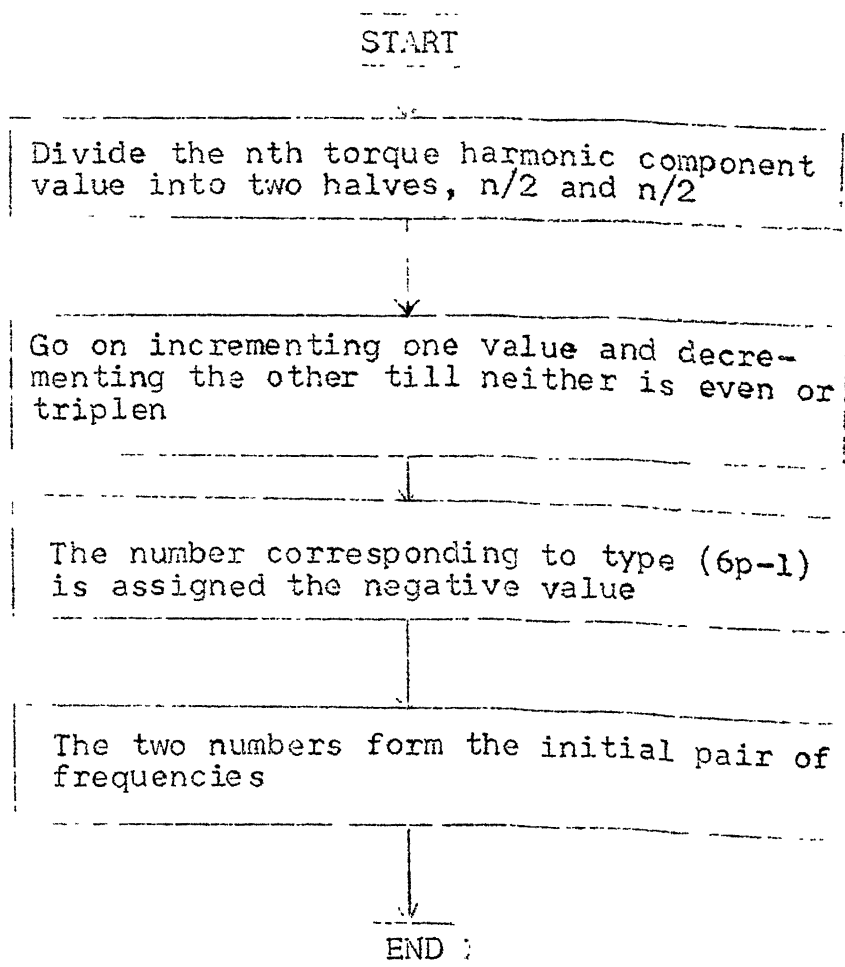 START
Divide the nth torque harmonic component
value into two halves, n/2 and n/2
Go on incrementing one value and decre-
menting the other till neither is even or
triplen
The number corresponding to type (6p-1)
is assigned the negative value
The two numbers form the initial pair of
frequencies
END